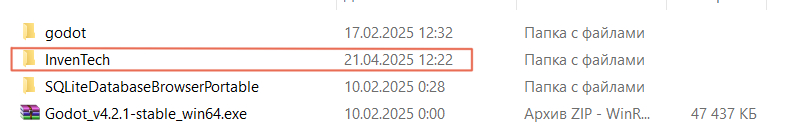 godot 17.02.2025 12:32 Папка с файлами
InvenTech 21.04.2025 12:22 Папка с файлами
SQLiteDatabaseBrowserPortable 10.02.2025 0:28 Папка с файлами
Godot_v4.2.1-stable_win64.exe 10.02.2025 0:00 Архив ZIP - WinR... 47 437 КБ